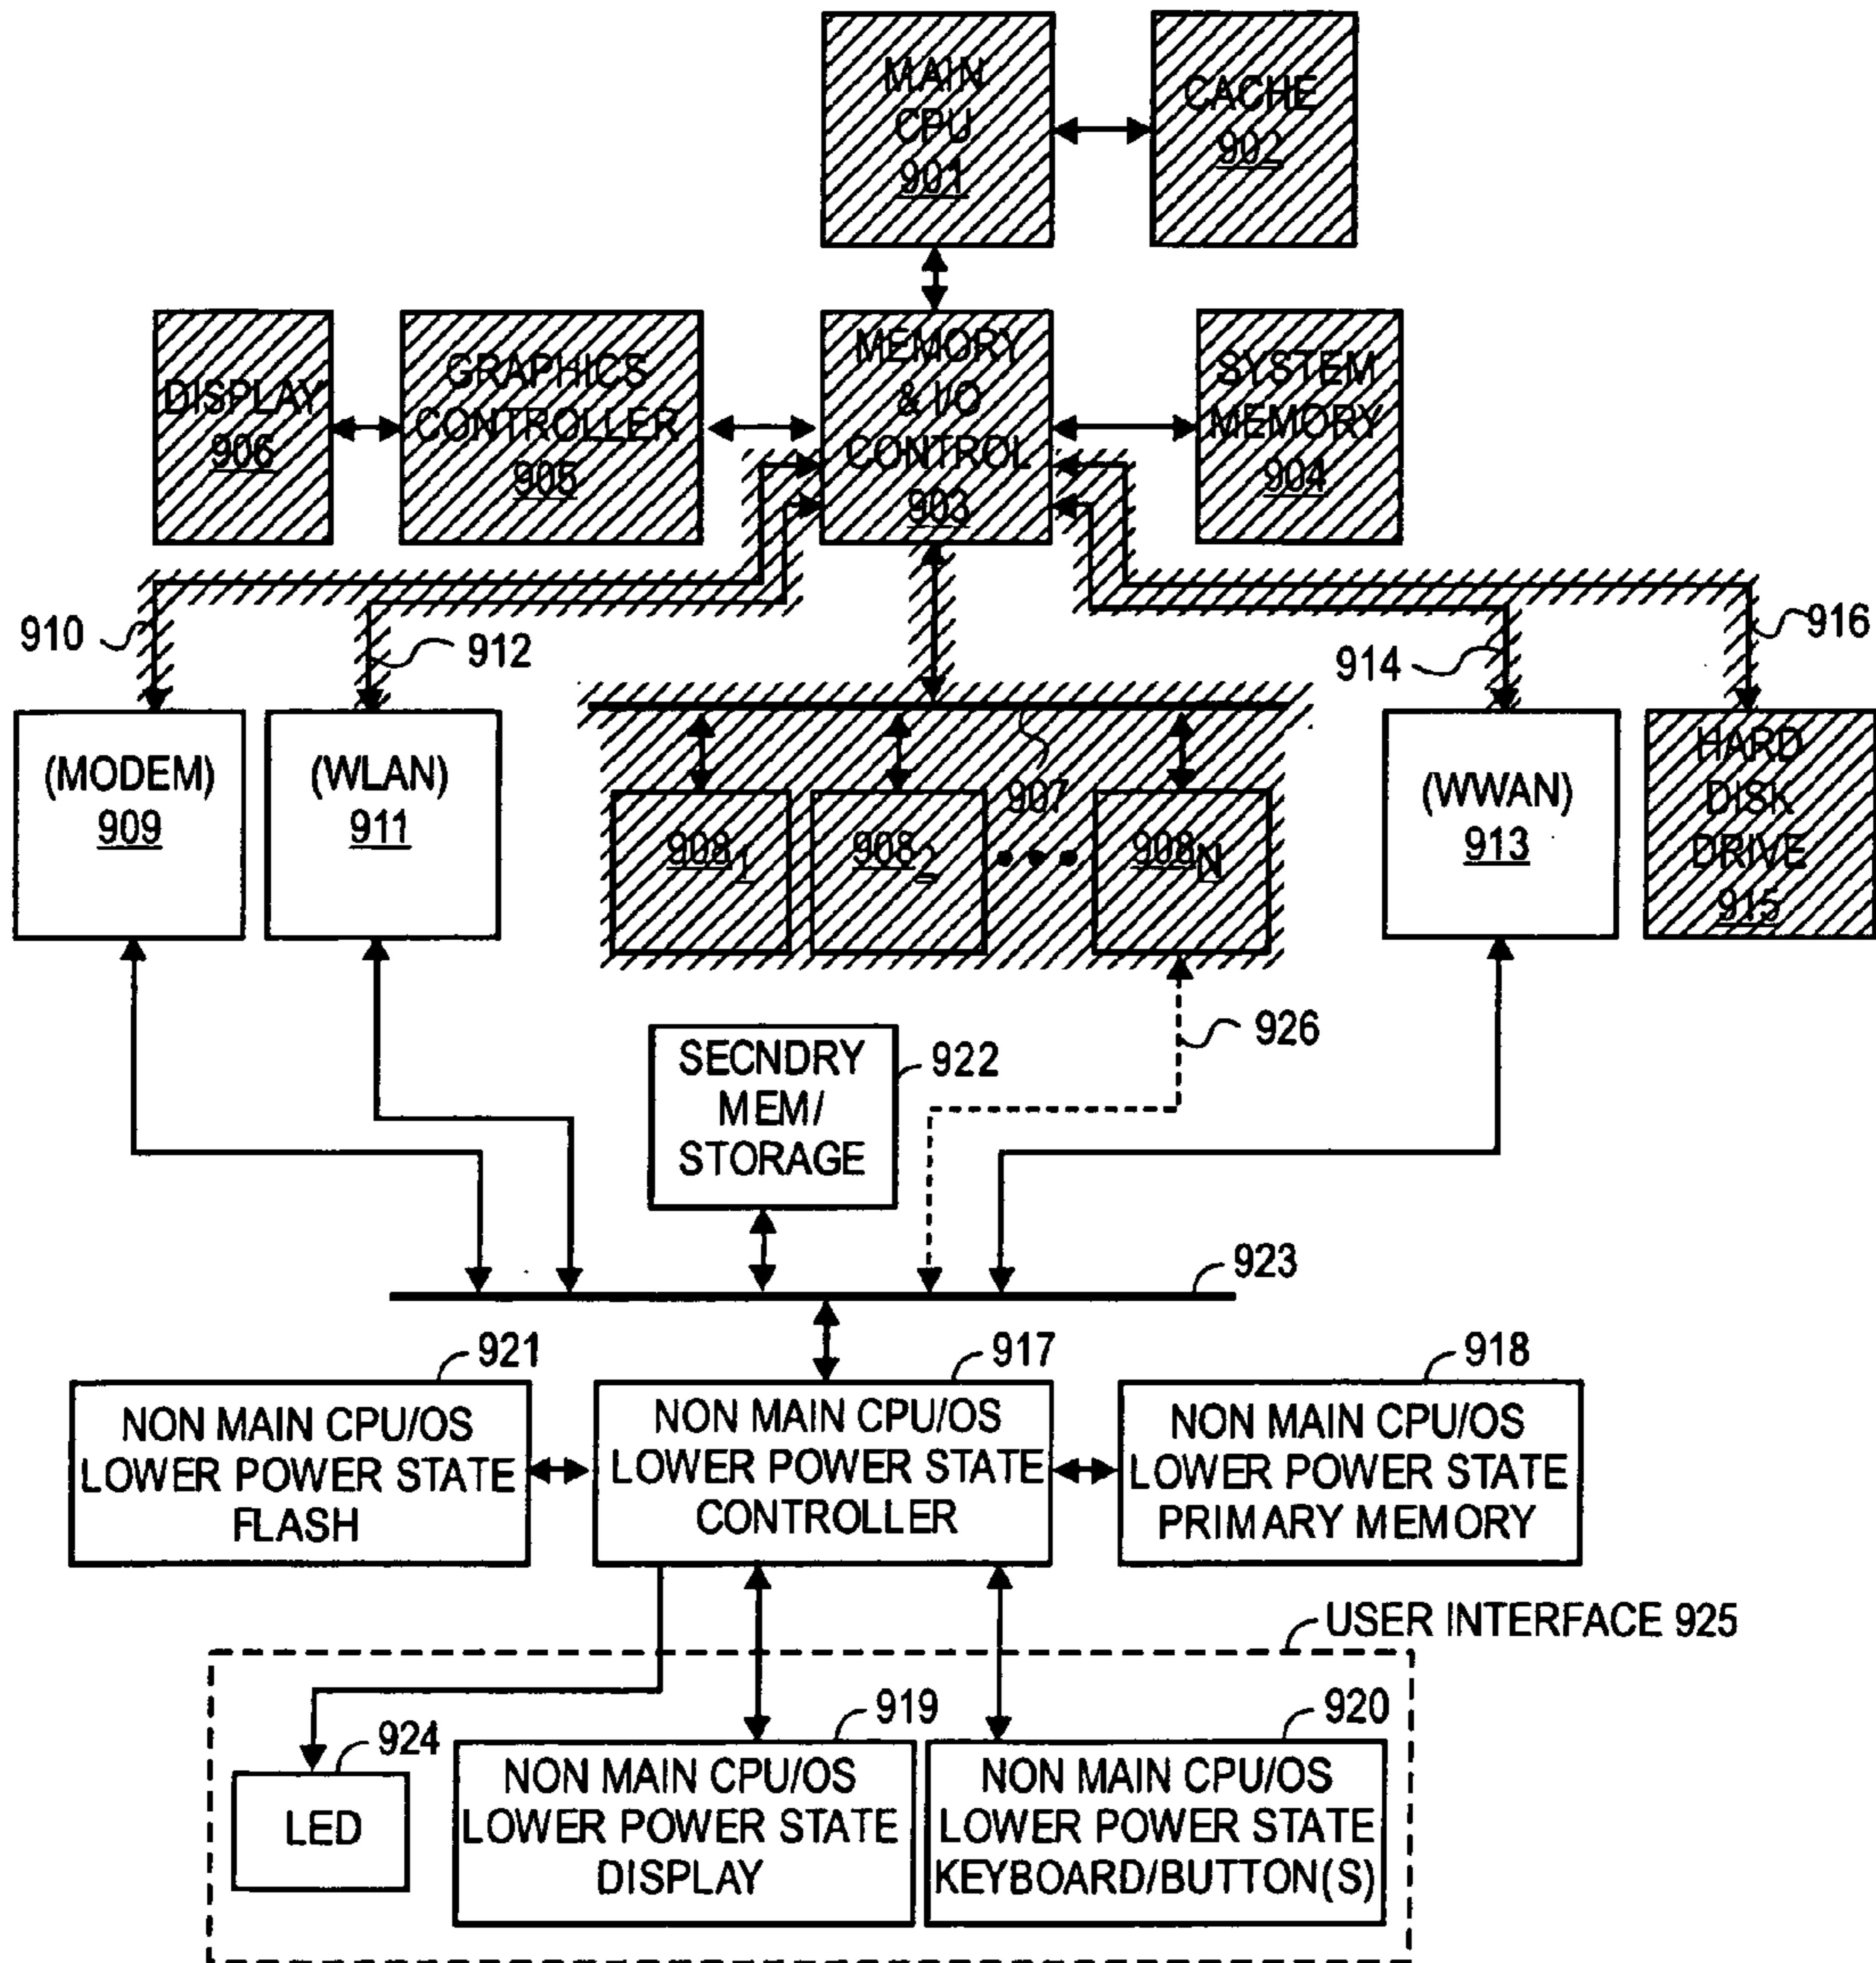 MAIN
CPU
901
CACHE
902
DISPLAY
906
GRAPHICS
CONTROLLER
905
MEMORY
& I/O
CONTROL
903
SYSTEM
MEMORY
904
910
912
914
916
(MODEM)
909
(WLAN)
911
907
908 1
908 2
908 N
(WWAN)
913
HARD
DISK
DRIVE
915
926
SECNDRY
MEM/
STORAGE
922
923
921
NON MAIN CPU/OS
LOWER POWER STATE
FLASH
917
NON MAIN CPU/OS
LOWER POWER STATE
CONTROLLER
918
NON MAIN CPU/OS
LOWER POWER STATE
PRIMARY MEMORY
USER INTERFACE 925
924
LED
919
NON MAIN CPU/OS
LOWER POWER STATE
DISPLAY
920
NON MAIN CPU/OS
LOWER POWER STATE
KEYBOARD/BUTTON(S)